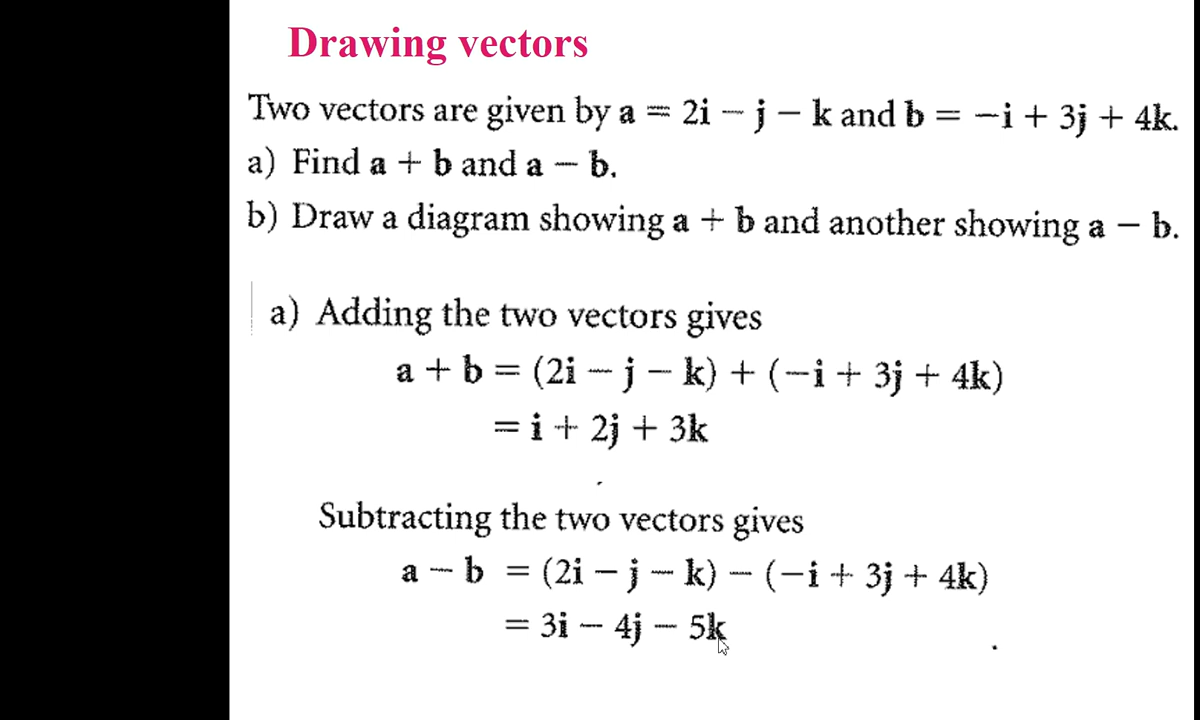 Drawing vectors
Two vectors are given by a = 2i − j − k and b = −i + 3j + 4k.
a) Find a + b and a − b.
b) Draw a diagram showing a + b and another showing a − b.
a) Adding the two vectors gives
a + b = (2i − j − k) + (−i + 3j + 4k)
= i + 2j + 3k
Subtracting the two vectors gives
a − b = (2i − j − k) − (−i + 3j + 4k)
= 3i − 4j − 5k